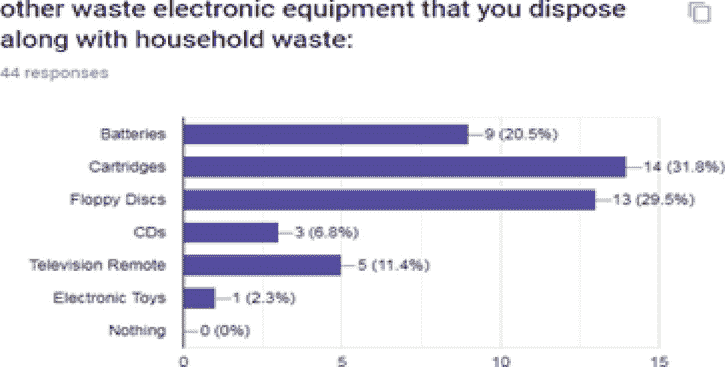 other waste electronic equipment that you dispose
along with household waste:
44 responses
Batteries 9 (20.5%)
Cartridges 14 (31.8%)
Floppy Discs 13 (29.5%)
CDs 3 (6.8%)
Television Remote 5 (11.4%)
Electronic Toys 1 (2.3%)
Nothing 0 (0%)
0 5 10 15